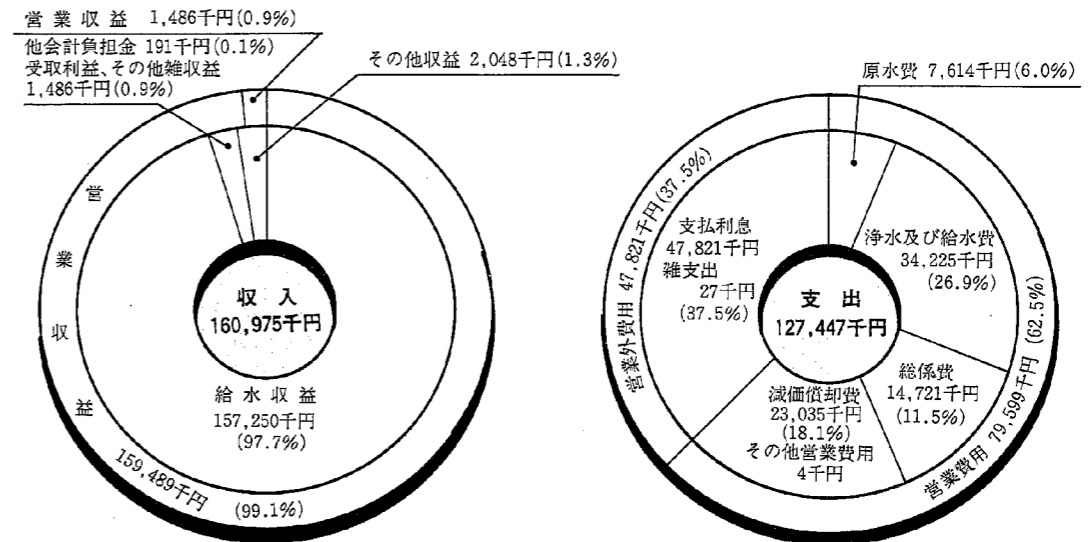 営業収益 1,486千円(0.9%)
他会計負担金 191千円(0.1%)
受取利益、その他雑収益
1,486千円(0.9%)
その他収益 2,048千円(1.3%)
収入
160,975千円
給水収益
157,250千円
(97.7%)
営業収益 159,489千円 (99.1%)
原水費 7,614千円(6.0%)
浄水及び給水費
34,225千円
(26.9%)
支払利息
47,821千円
雑支出
27千円
(37.5%)
支出
127,447千円
総係費
14,721千円
(11.5%)
減価償却費
23,035千円
(18.1%)
その他営業費用
4千円
営業外費用 47,821千円(37.5%)
営業費用 79,599千円 (62.5%)